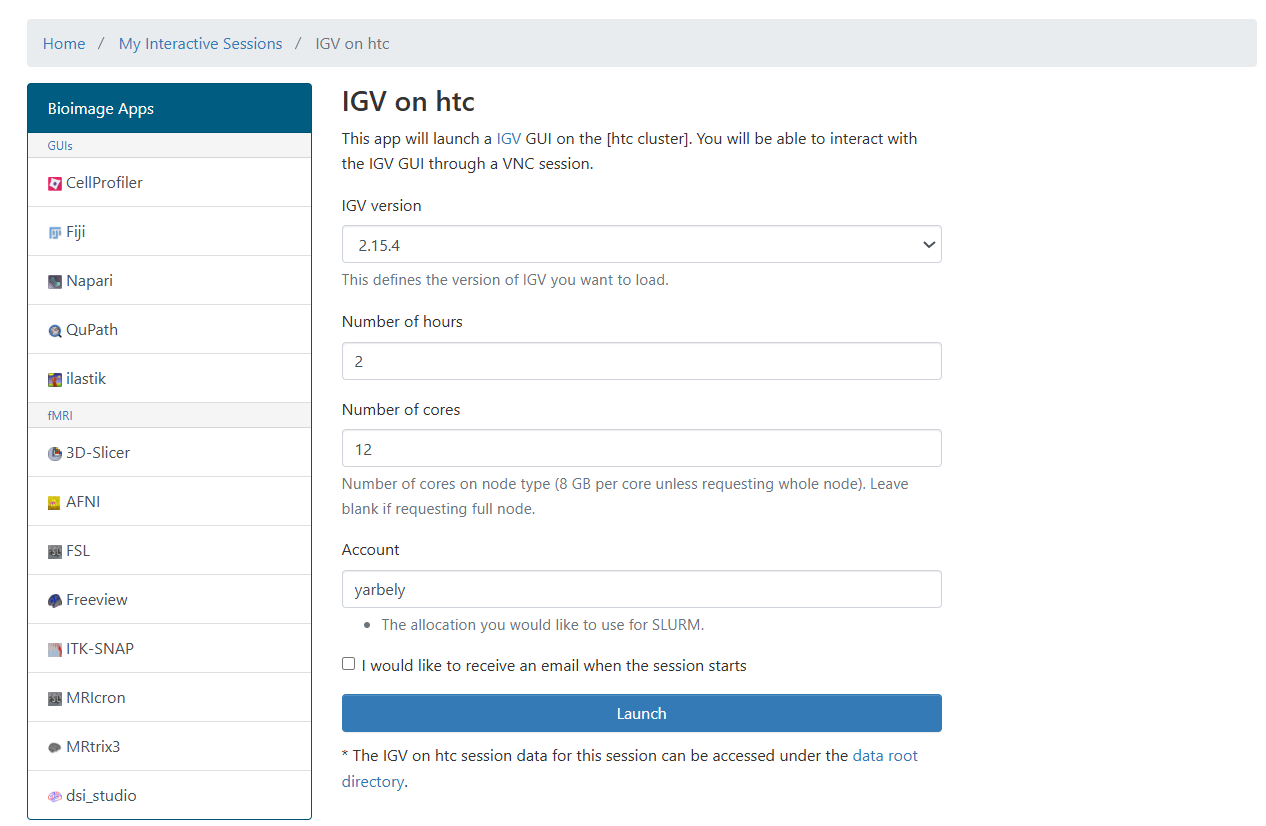 Home / My Interactive Sessions / IGV on htc
Bioimage Apps
GUIs
CellProfiler
Fiji
Napari
QuPath
ilastik
fMRI
3D-Slicer
AFNI
FSL
Freeview
ITK-SNAP
MRIcron
MRtrix3
dsi_studio
IGV on htc
This app will launch a IGV GUI on the [htc cluster]. You will be able to interact with
the IGV GUI through a VNC session.
IGV version
2.15.4
This defines the version of IGV you want to load.
Number of hours
2
Number of cores
12
Number of cores on node type (8 GB per core unless requesting whole node). Leave
blank if requesting full node.
Account
yarbely
• The allocation you would like to use for SLURM.
I would like to receive an email when the session starts
Launch
* The IGV on htc session data for this session can be accessed under the data root
directory.